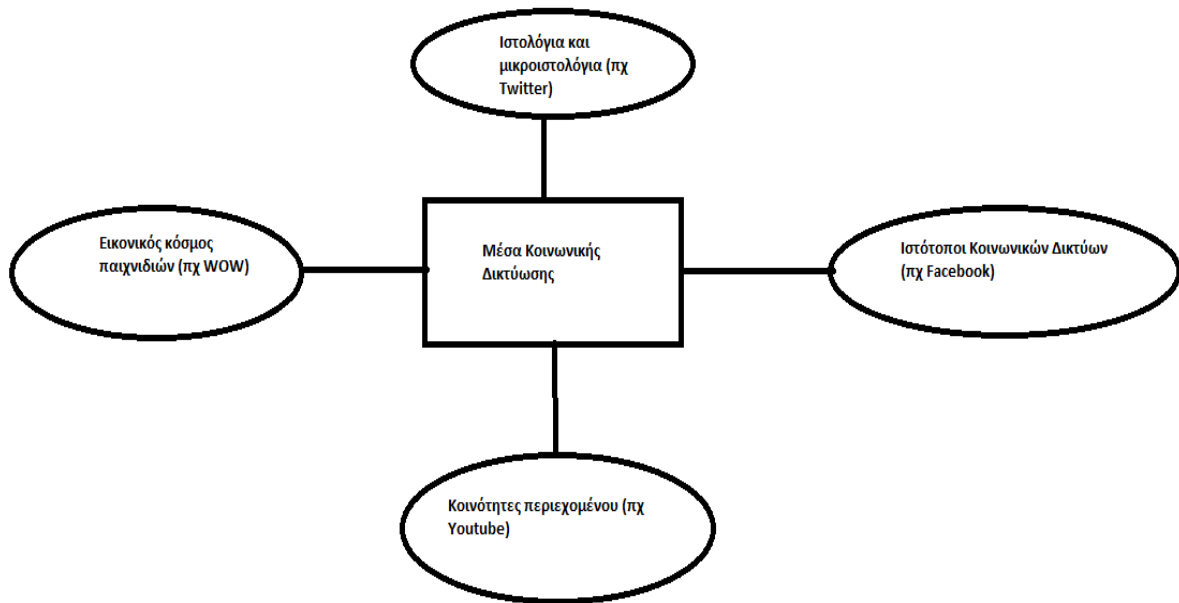 Ιστολόγια και
μικροιστολόγια (πχ
Twitter)
Εικονικός κόσμος
παιχνιδιών (πχ WOW)
Μέσα Κοινωνικής
Δικτύωσης
Ιστότοποι Κοινωνικών Δικτύων
(πχ Facebook)
Κοινότητες περιεχομένου (πχ
Youtube)